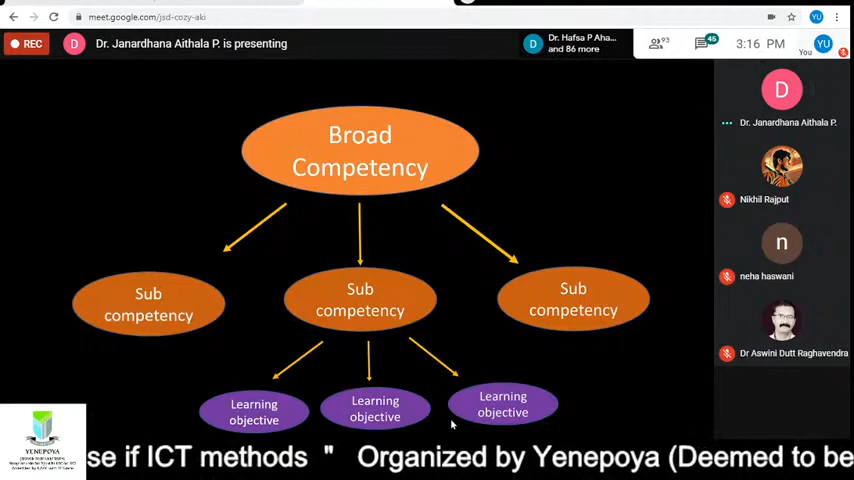 meet.google.com/jsd-cozy-aki
YU
REC
D
Dr. Janardhana Aithala P. is presenting
D
Dr. Hafsa P Aha...
and 86 more
93
45
3:16 PM
You
YU
Broad
Competency
Sub
competency
Sub
competency
Sub
competency
Learning
objective
Learning
objective
Learning
objective
D
Dr. Janardhana Aithala P.
Nikhil Rajput
n
neha haswani
Dr Aswini Dutt Raghavendra
YENEPOYA
se if ICT methods " Organized by Yenepoya (Deemed to be